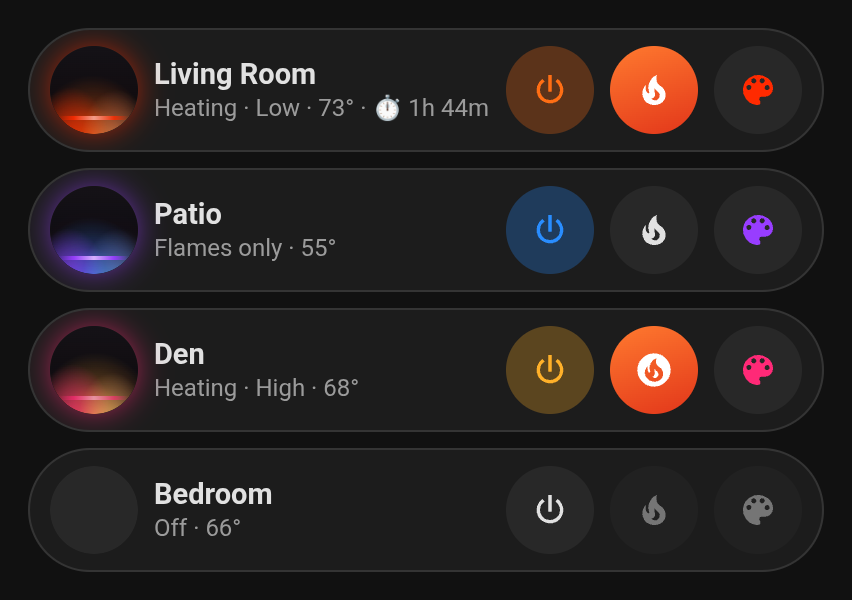 Living Room
Heating · Low · 73° · ⏱️ 1h 44m
Patio
Flames only · 55°
Den
Heating · High · 68°
Bedroom
Off · 66°